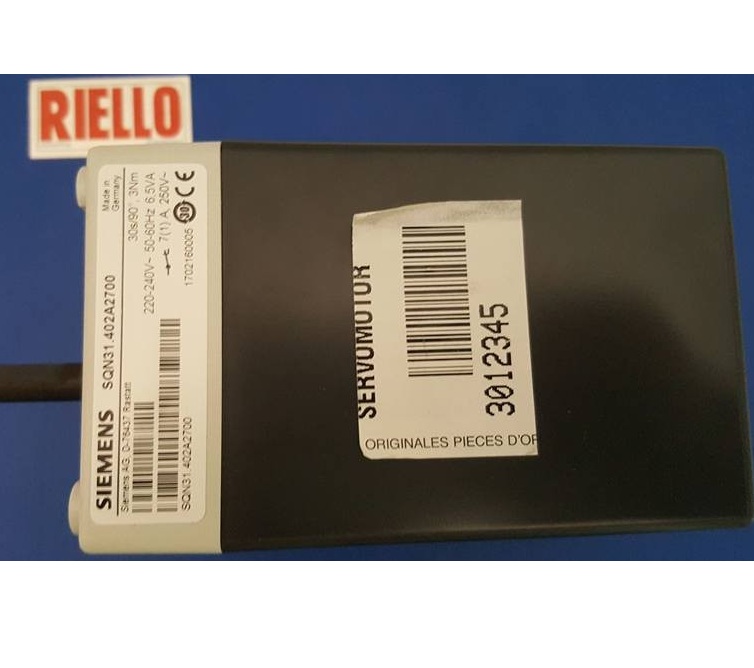 RIELLO
SIEMENS SQN31.402A2700
Made in
Germany
Siemens AG, D-76437 Rastatt
30s/90°, 3Nm
220-240V~ 50-60Hz 6.5VA
7(1) A, 250V~
1702160005 30 CE
SQN31.402A2700
SERVOMOTOR
3012345
ORIGINALES PIECES D'OR